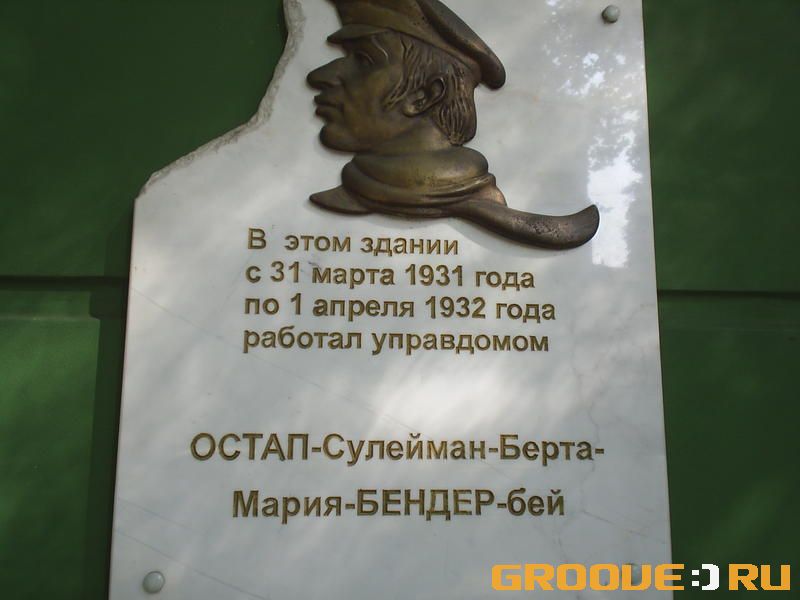 В этом здании
с 31 марта 1931 года
по 1 апреля 1932 года
работал управдомом
ОСТАП-Сулейман-Берта-
Мария-БЕНДЕР-бей
GROOVE:)RU